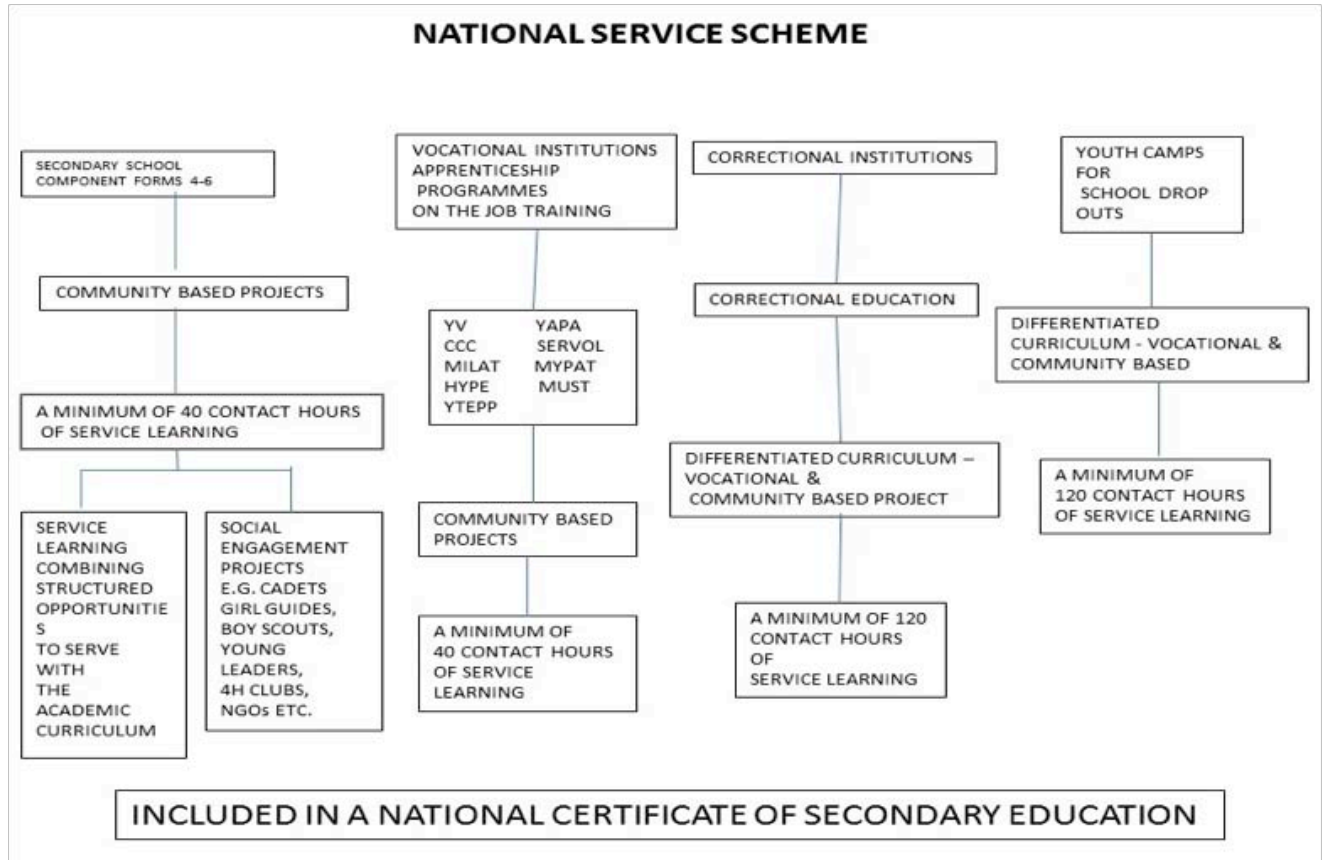 NATIONAL SERVICE SCHEME
SECONDARY SCHOOL
COMPONENT FORMS 4-6
COMMUNITY BASED PROJECTS
A MINIMUM OF 40 CONTACT HOURS
OF SERVICE LEARNING
SERVICE
LEARNING
COMBINING
STRUCTURED
OPPORTUNITIE
S
TO SERVE
WITH
THE
ACADEMIC
CURRICULUM
SOCIAL
ENGAGEMENT
PROJECTS
E.G. CADETS
GIRL GUIDES,
BOY SCOUTS,
YOUNG
LEADERS,
4H CLUBS,
NGOs ETC.
VOCATIONAL INSTITUTIONS
APPRENTICESHIP
PROGRAMMES
ON THE JOB TRAINING
YV YAPA
CCC SERVOL
MILAT MYPAT
HYPE MUST
YTEPP
COMMUNITY BASED
PROJECTS
A MINIMUM OF
40 CONTACT HOURS
OF SERVICE
LEARNING
CORRECTIONAL INSTITUTIONS
CORRECTIONAL EDUCATION
DIFFERENTIATED CURRICULUM –
VOCATIONAL &
COMMUNITY BASED PROJECT
A MINIMUM OF 120
CONTACT HOURS
OF
SERVICE LEARNING
YOUTH CAMPS
FOR
SCHOOL DROP
OUTS
DIFFERENTIATED
CURRICULUM - VOCATIONAL &
COMMUNITY BASED
A MINIMUM OF
120 CONTACT HOURS
OF SERVICE LEARNING
INCLUDED IN A NATIONAL CERTIFICATE OF SECONDARY EDUCATION